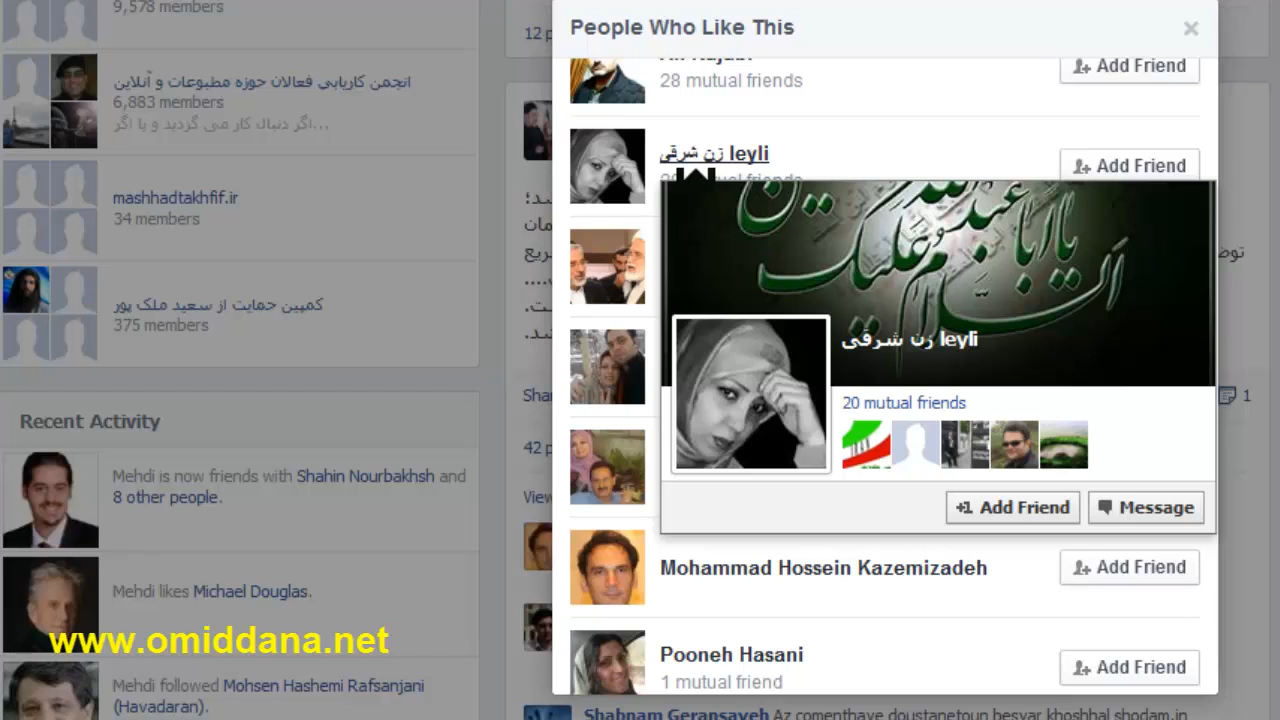 9,578 members
انجمن کاریابی فعالان حوزه مطبوعات و آنلاین
6,883 members
اگر دنبال کار می گردید و یا اگر...
mashhadtakhfif.ir
34 members
کمپین حمایت از سعید ملک پور
375 members
Recent Activity
Mehdi is now friends with Shahin Nourbakhsh and
8 other people.
Mehdi likes Michael Douglas.
www.omiddana.net
Mehdi followed Mohsen Hashemi Rafsanjani
(Havadaran).
12 p
Shar
42 p
View
People Who Like This
28 mutual friends
Add Friend
زن شرقی leyli
Add Friend
السلام علیک یا اباعبدالله
زن شرقی leyli
20 mutual friends
+1 Add Friend
Message
1
Mohammad Hossein Kazemizadeh
Add Friend
Pooneh Hasani
1 mutual friend
Add Friend
Shabnam Geransayeh Az comenthaye doustanetoun besyar khoshhal shodam.in